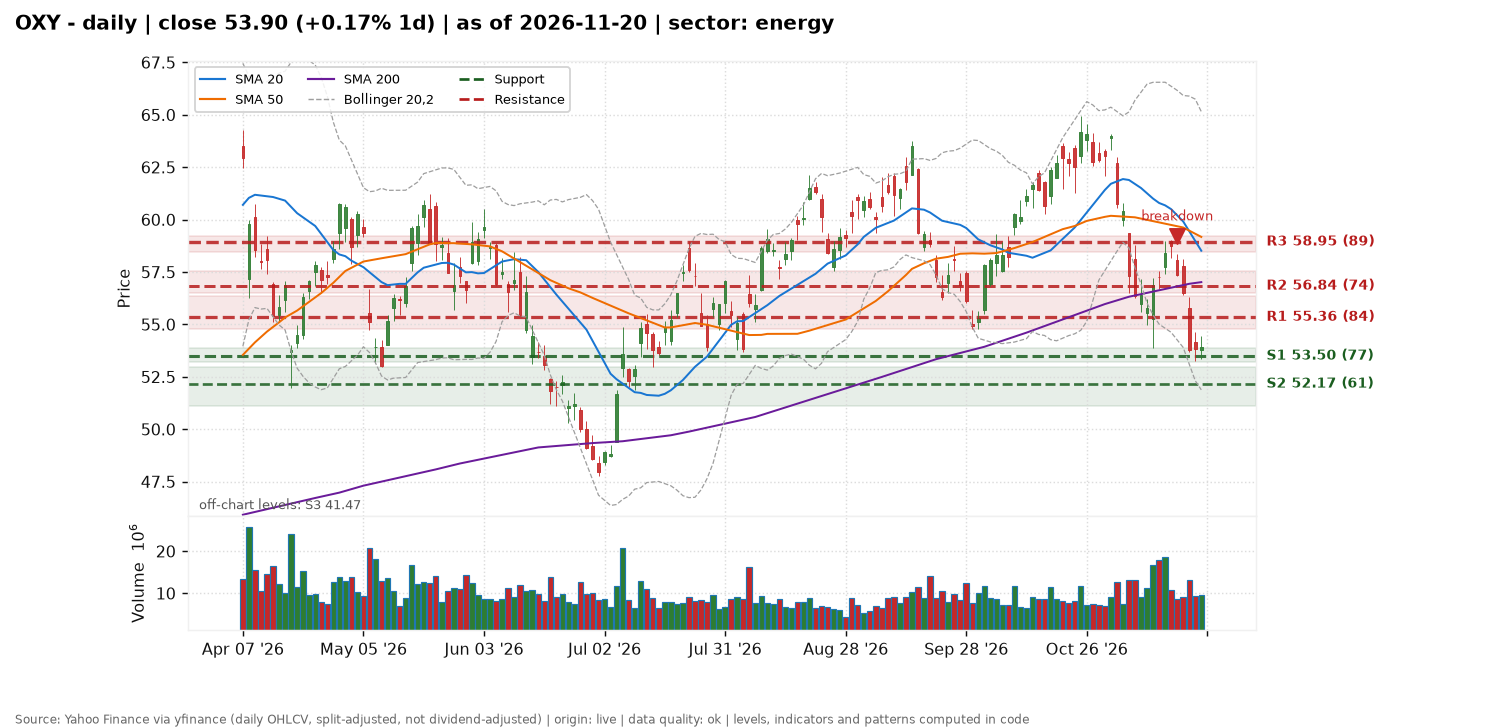 OXY - daily | close 53.90 (+0.17% 1d) | as of 2026-11-20 | sector: energy
SMA 20
SMA 50
SMA 200
Bollinger 20,2
Support
Resistance
Price
67.5
65.0
62.5
60.0
57.5
55.0
52.5
50.0
47.5
breakdown
R3 58.95 (89)
R2 56.84 (74)
R1 55.36 (84)
S1 53.50 (77)
S2 52.17 (61)
off-chart levels: S3 41.47
Volume 10⁶
20
10
Apr 07 '26
May 05 '26
Jun 03 '26
Jul 02 '26
Jul 31 '26
Aug 28 '26
Sep 28 '26
Oct 26 '26
Source: Yahoo Finance via yfinance (daily OHLCV, split-adjusted, not dividend-adjusted) | origin: live | data quality: ok | levels, indicators and patterns computed in code